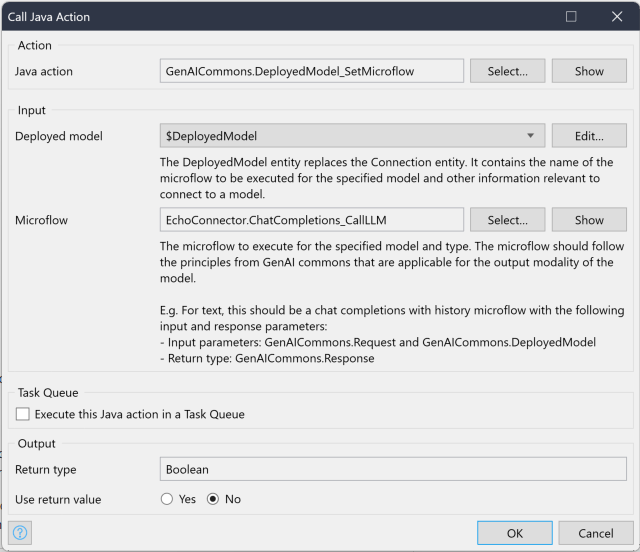 Call Java Action
Action
Java action
GenAICommons.DeployedModel_SetMicroflow
Select...
Show
Input
Deployed model
$DeployedModel
Edit...
The DeployedModel entity replaces the Connection entity. It contains the name of the
microflow to be executed for the specified model and other information relevant to
connect to a model.
Microflow
EchoConnector.ChatCompletions_CallLLM
Select...
Show
The microflow to execute for the specified model and type. The microflow should follow
the principles from GenAI commons that are applicable for the output modality of the
model.
E.g. For text, this should be a chat completions with history microflow with the following
input and response parameters:
- Input parameters: GenAICommons.Request and GenAICommons.DeployedModel
- Return type: GenAICommons.Response
Task Queue
Execute this Java action in a Task Queue
Output
Return type
Boolean
Use return value
Yes
No
?
OK
Cancel